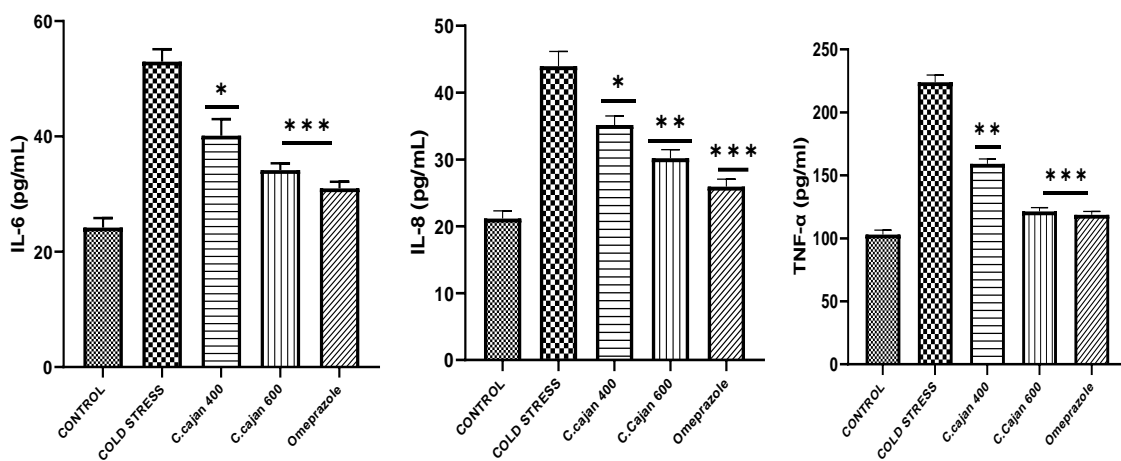 IL-6 (pg/mL)
60
40
20
0
*
***
CONTROL
COLD STRESS
C.cajan 400
C.Cajan 600
Omeprazole
IL-8 (pg/mL)
50
40
30
20
10
0
*
**
***
CONTROL
COLD STRESS
C.cajan 400
C.Cajan 600
Omeprazole
TNF-α (pg/ml)
250
200
150
100
50
0
**
***
CONTROL
COLD STRESS
C.cajan 400
C.Cajan 600
Omeprazole